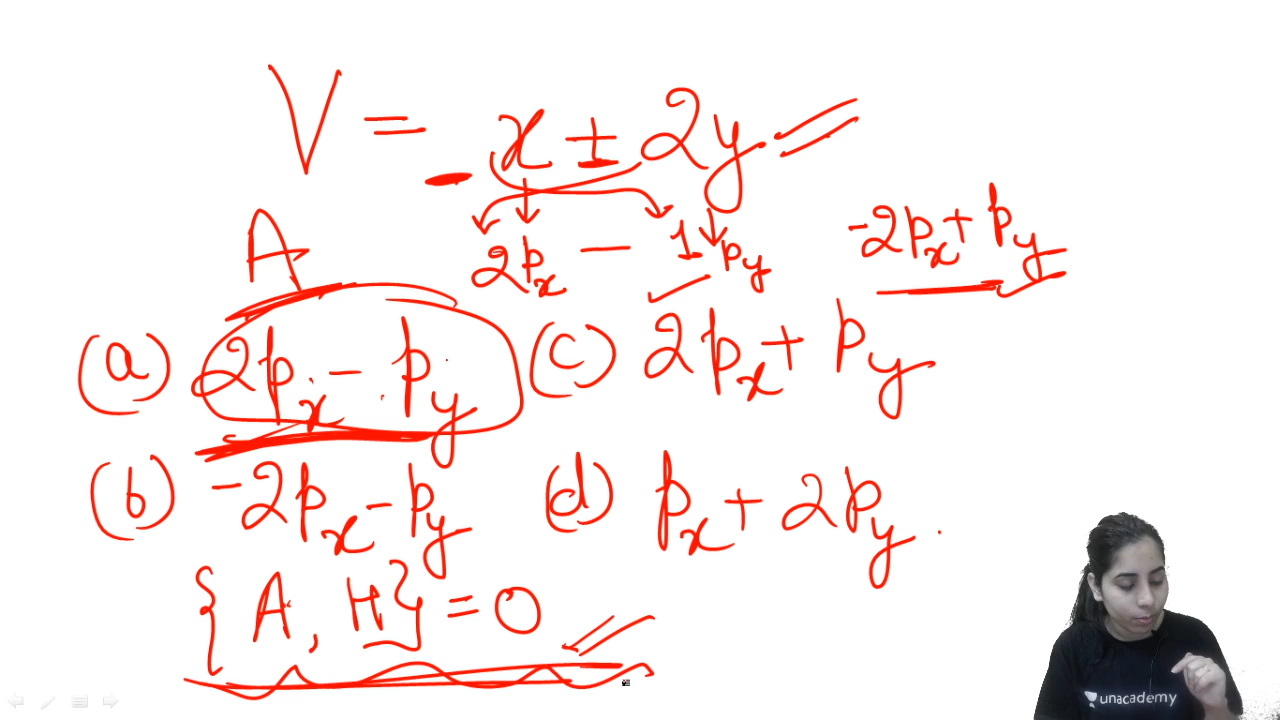 V = - x ± 2y
A
2px - 1py
-2px + py
(a) 2px - py
(c) 2px + py
(b) -2px - py
(d) px + 2py.
{A, H} = 0
unacademy